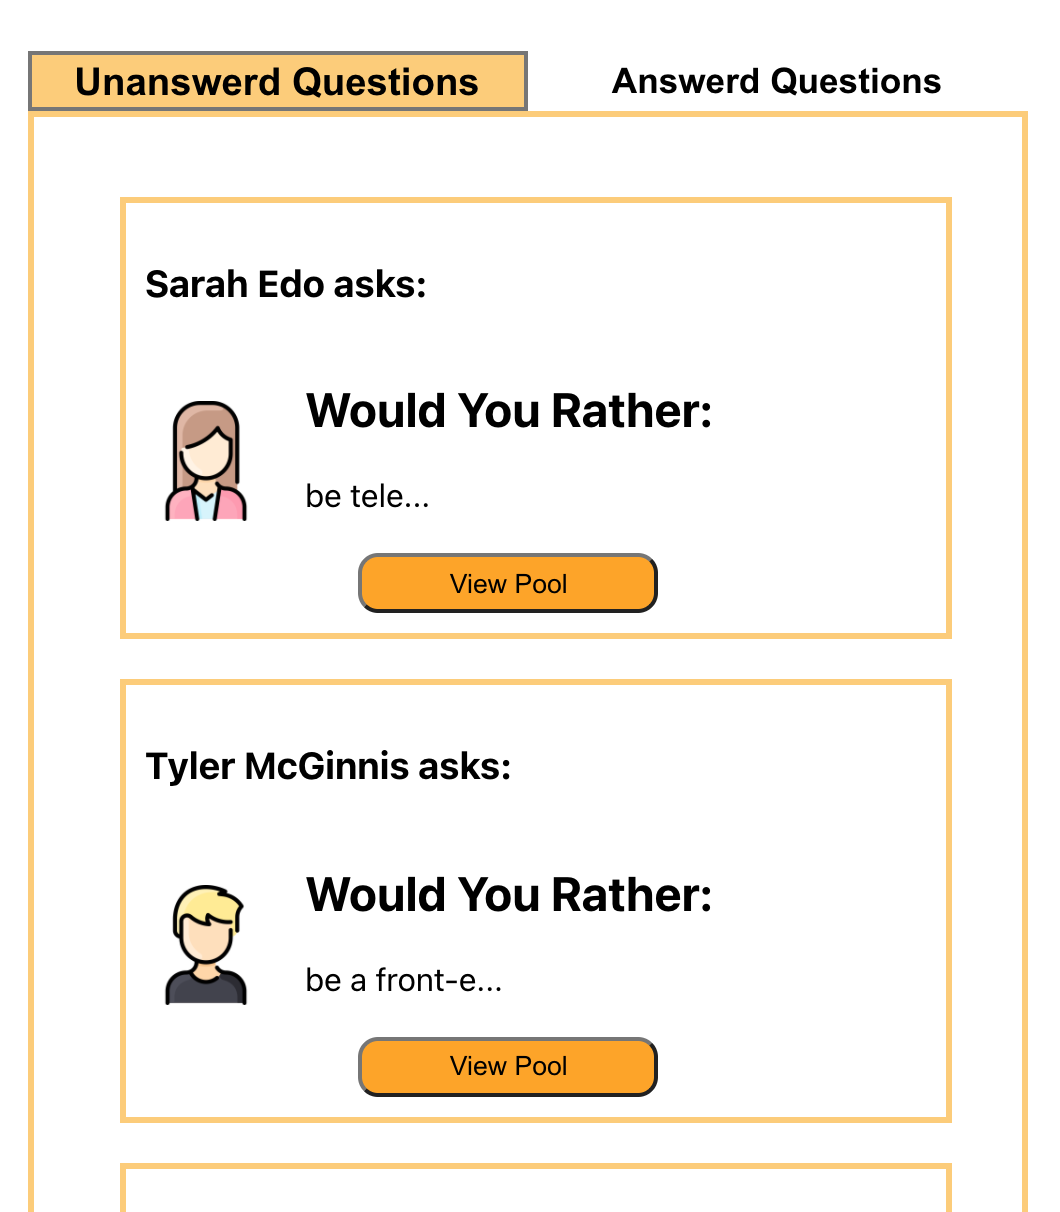 Unanswerd Questions
Answerd Questions
Sarah Edo asks:
Would You Rather:
be tele...
View Pool
Tyler McGinnis asks:
Would You Rather:
be a front-e...
View Pool